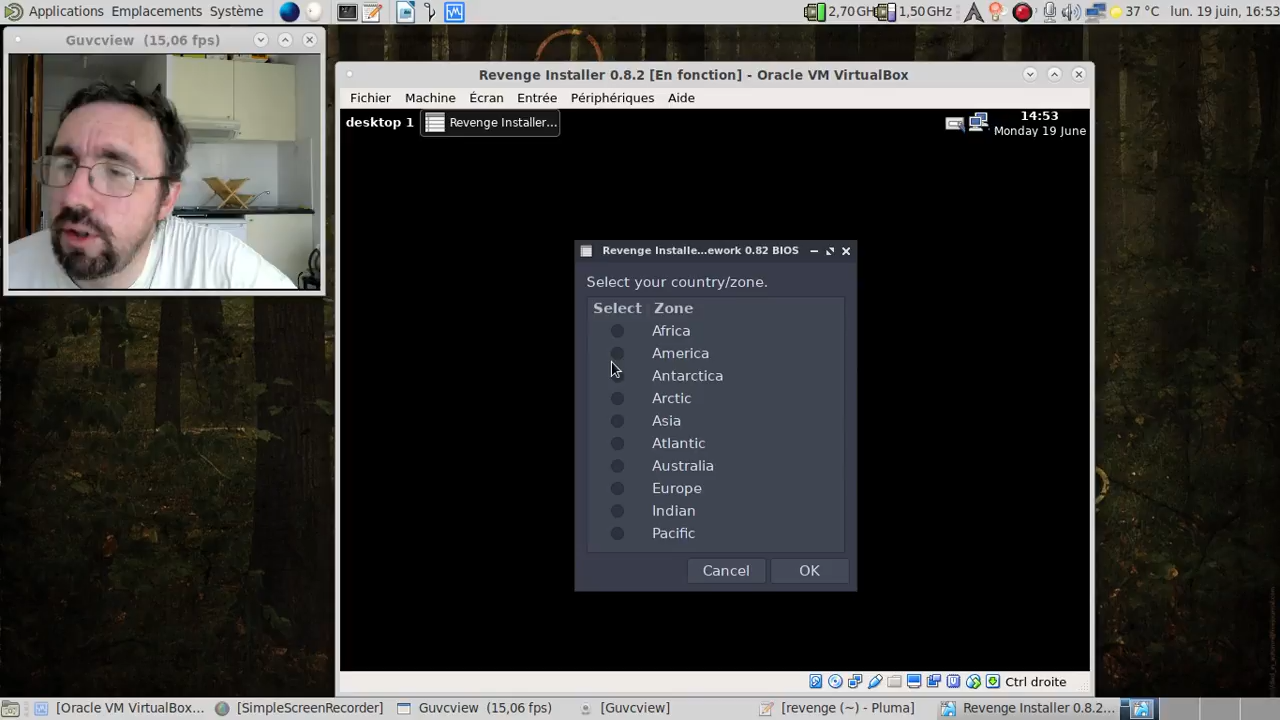 Applications Emplacements Système
2,70 GHz 1,50 GHz 37 °C lun. 19 juin, 16:53
Guvcview (15,06 fps)
Revenge Installer 0.8.2 [En fonction] - Oracle VM VirtualBox
Fichier Machine Écran Entrée Périphériques Aide
desktop 1 Revenge Installer...
14:53
Monday 19 June
Revenge Installe...ework 0.82 BIOS
Select your country/zone.
Select Zone
Africa
America
Antarctica
Arctic
Asia
Atlantic
Australia
Europe
Indian
Pacific
Cancel OK
Ctrl droite
[Oracle VM VirtualBox... [SimpleScreenRecorder] Guvcview (15,06 fps) [Guvcview] [revenge (~) - Pluma] Revenge Installer 0.8.2...